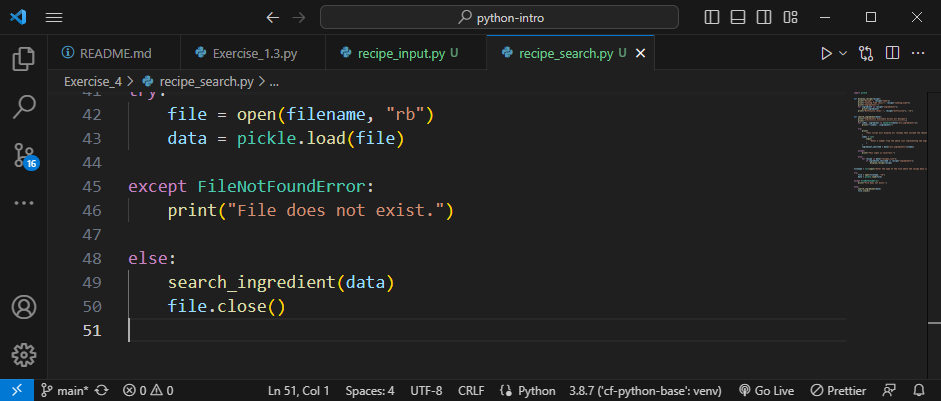 python-intro
README.md
Exercise_1.3.py
recipe_input.py U
recipe_search.py U
Exercise_4 > recipe_search.py > ...
41 try:
42 file = open(filename, "rb")
43 data = pickle.load(file)
44
45 except FileNotFoundError:
46 print("File does not exist.")
47
48 else:
49 search_ingredient(data)
50 file.close()
51
16
main* 0 0 Ln 51, Col 1 Spaces: 4 UTF-8 CRLF Python 3.8.7 ('cf-python-base': venv) Go Live Prettier